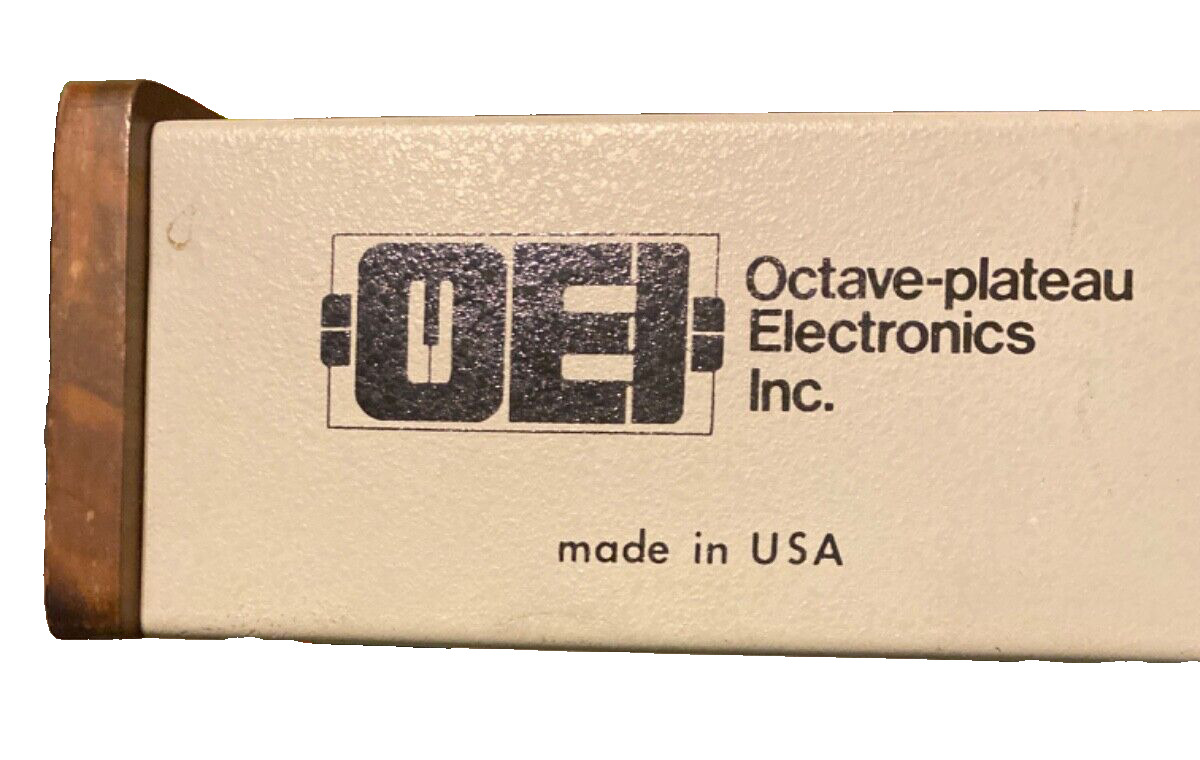 OEI
Octave-plateau
Electronics
Inc.
made in USA